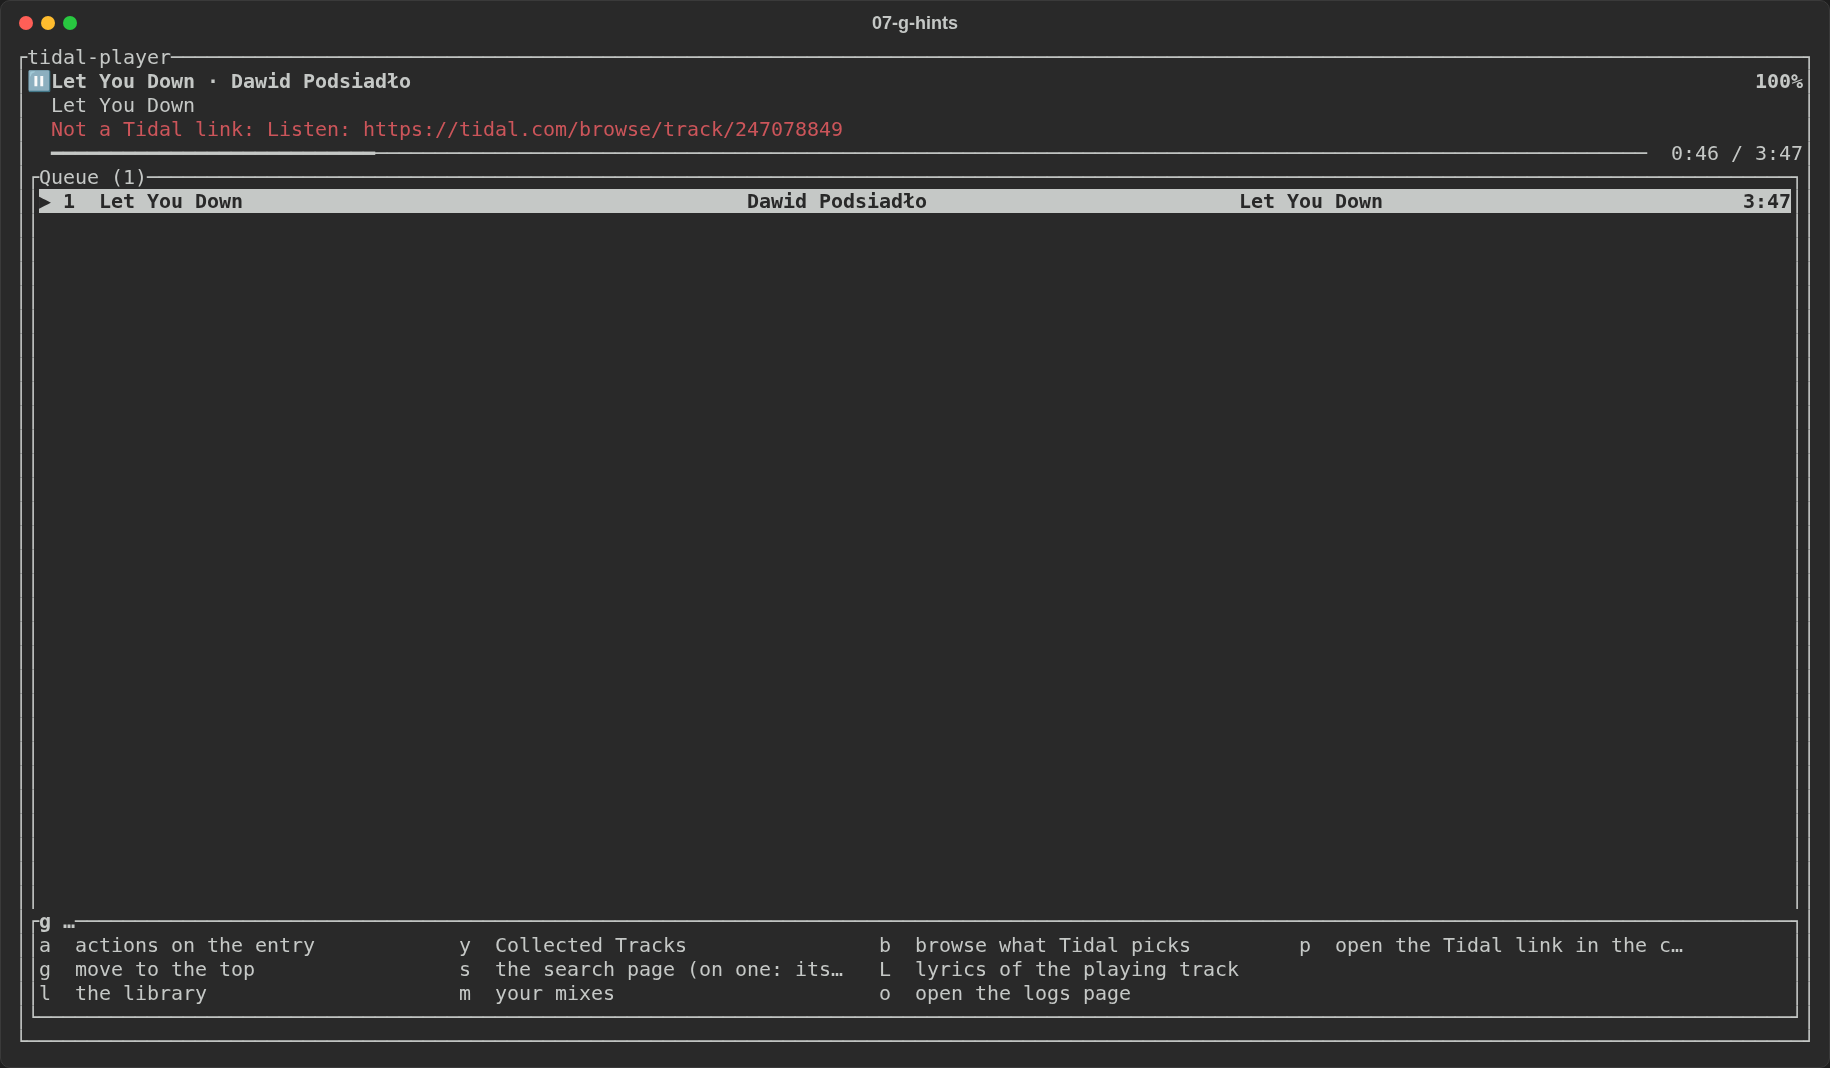 07-g-hints
tidal-player
⏸Let You Down · Dawid Podsiadło 100%
Let You Down
Not a Tidal link: Listen: https://tidal.com/browse/track/247078849
0:46 / 3:47
Queue (1)
▶ 1 Let You Down Dawid Podsiadło Let You Down 3:47
g …
a actions on the entry y Collected Tracks b browse what Tidal picks p open the Tidal link in the c…
g move to the top s the search page (on one: its… L lyrics of the playing track
l the library m your mixes o open the logs page